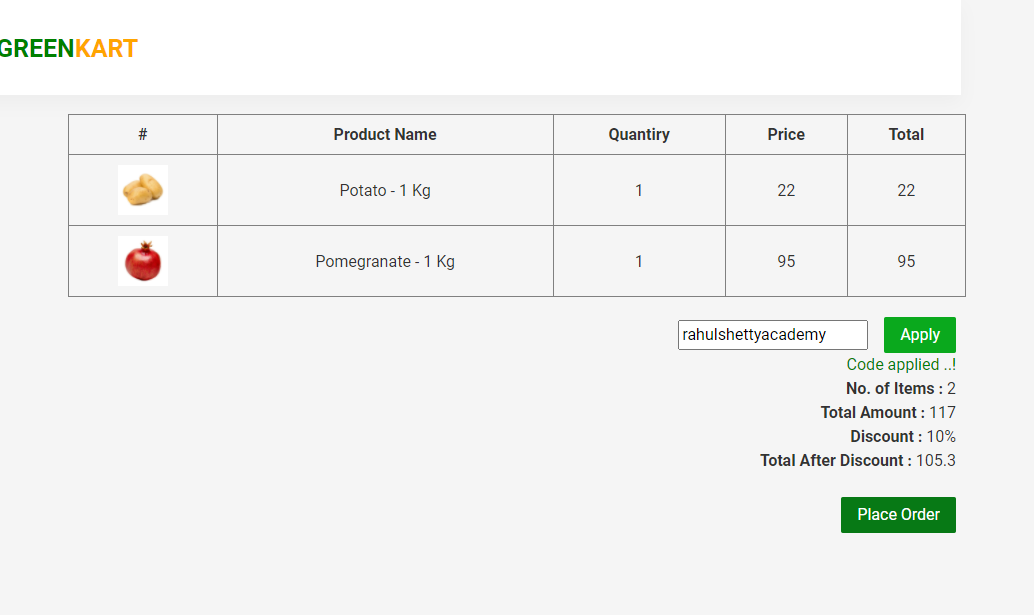 GREENKART
# Product Name Quantiry Price Total
Potato - 1 Kg 1 22 22
Pomegranate - 1 Kg 1 95 95
rahulshettyacademy Apply
Code applied ..!
No. of Items : 2
Total Amount : 117
Discount : 10%
Total After Discount : 105.3
Place Order